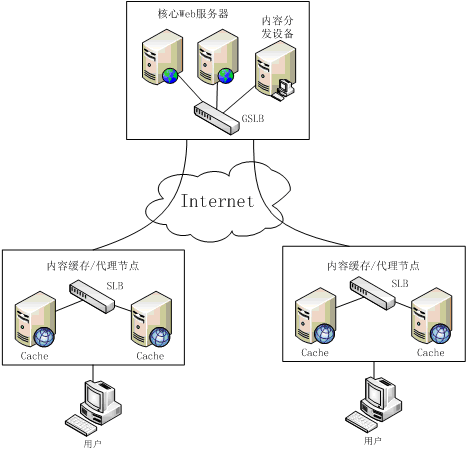 核心Web服务器
内容分
发设备
GSLB
Internet
内容缓存/代理节点
SLB
Cache
Cache
用户
内容缓存/代理节点
SLB
Cache
Cache
用户